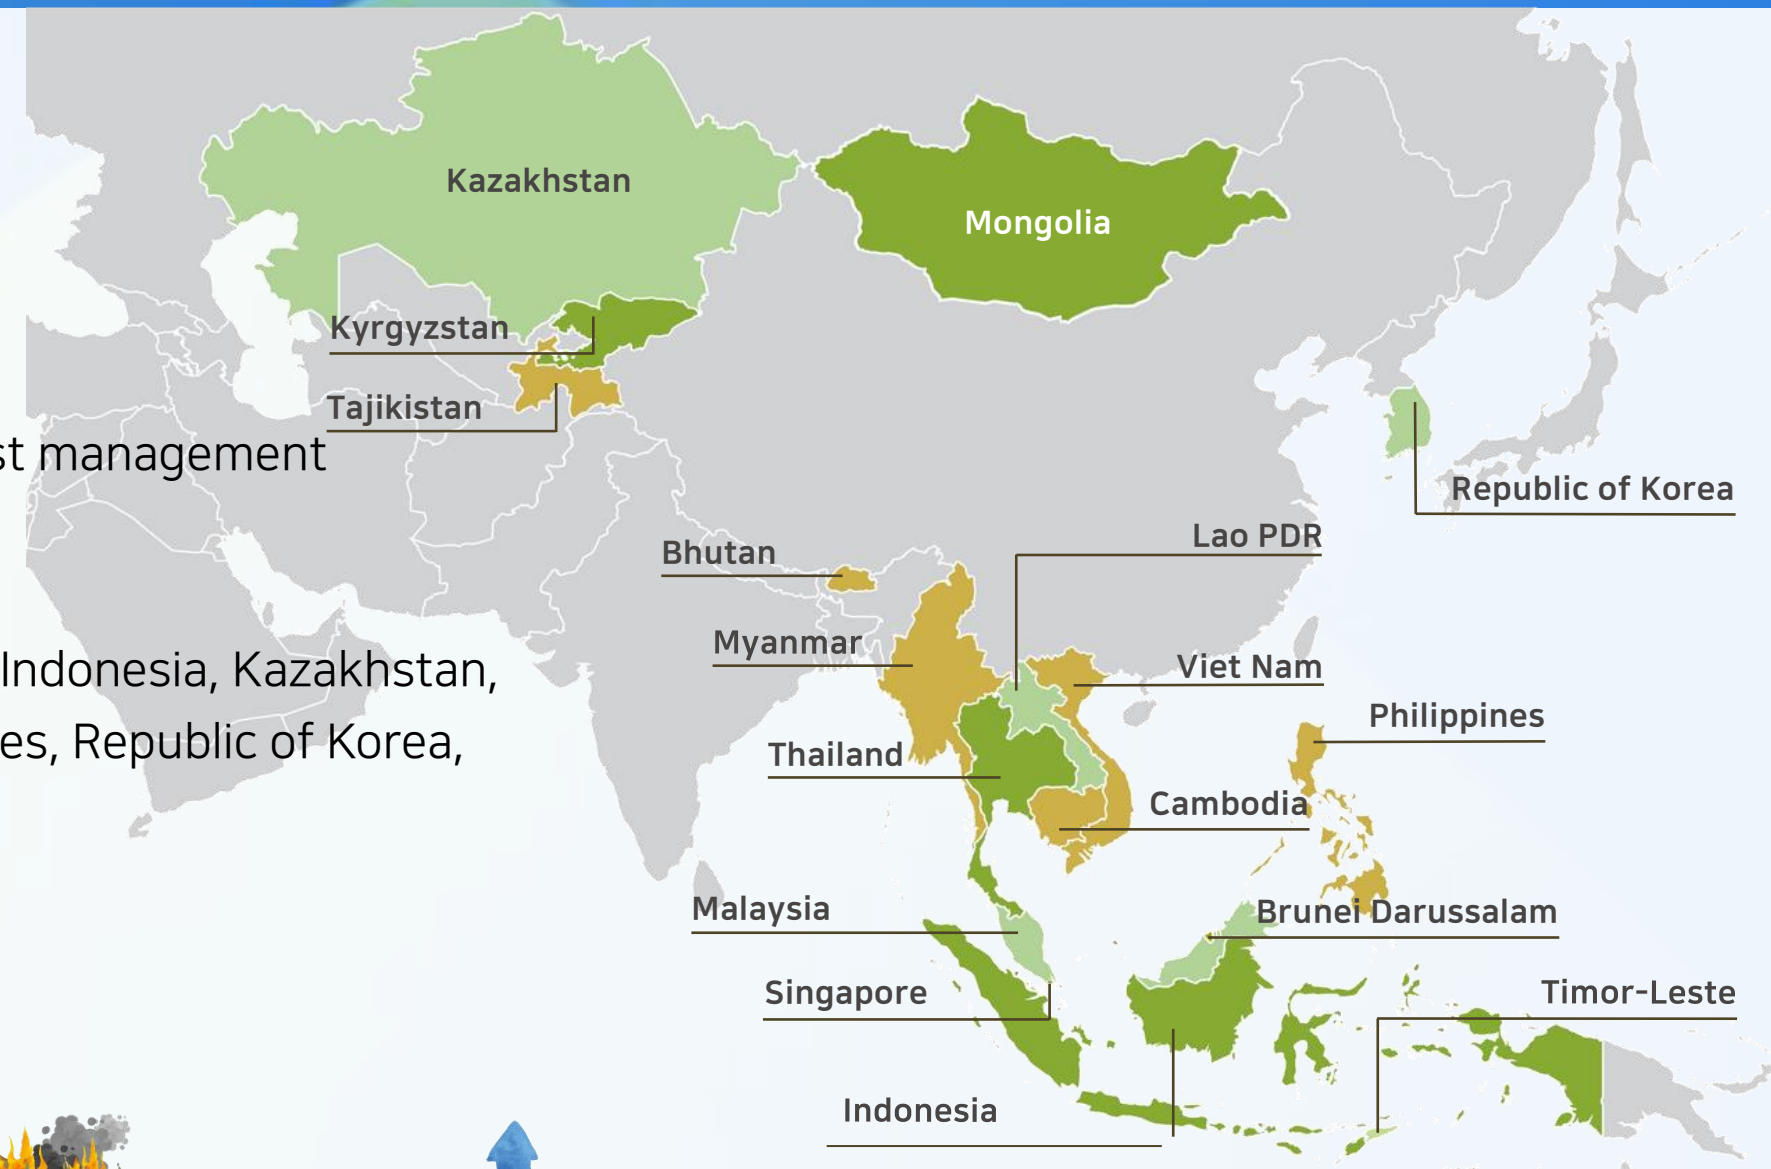 Kazakhstan
Mongolia
Kyrgyzstan
Tajikistan
st management
Republic of Korea
Lao PDR
Bhutan
Myanmar
Viet Nam
Indonesia, Kazakhstan,
Philippines
es, Republic of Korea,
Thailand
Cambodia
Malaysia
Brunei Darussalam
Singapore
Timor-Leste
Indonesia